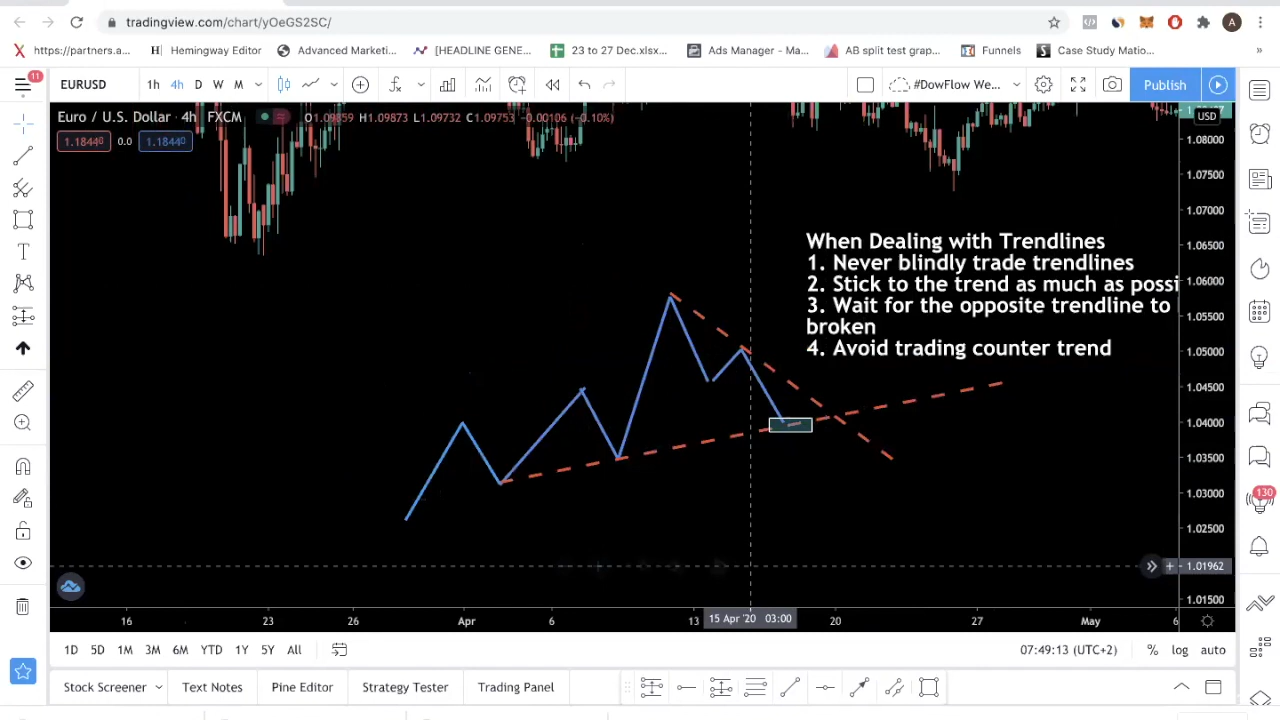 tradingview.com/chart/yOeGS2SC/
A
https://partners.a...
Hemingway Editor
Advanced Marketi...
[HEADLINE GENE...
23 to 27 Dec.xlsx...
Ads Manager - Ma...
AB split test grap...
Funnels
Case Study Matio...
»
11
EURUSD
1h 4h D W M
#DowFlow We...
Publish
Euro / U.S. Dollar · 4h · FXCM
O1.09859 H1.09873 L1.09732 C1.09753 −0.00106 (−0.10%)
1.18440 0.0 1.18440
USD
1.08000
1.07500
1.07000
1.06500
1.06000
1.05500
1.05000
1.04500
1.04000
1.03500
1.03000
1.02500
1.01962
1.01500
When Dealing with Trendlines
1. Never blindly trade trendlines
2. Stick to the trend as much as possi
3. Wait for the opposite trendline to
broken
4. Avoid trading counter trend
130
16 23 26 Apr 6 13 15 Apr '20 03:00 20 27 May 6
1D 5D 1M 3M 6M YTD 1Y 5Y All
07:49:13 (UTC+2) % log auto
Stock Screener Text Notes Pine Editor Strategy Tester Trading Panel